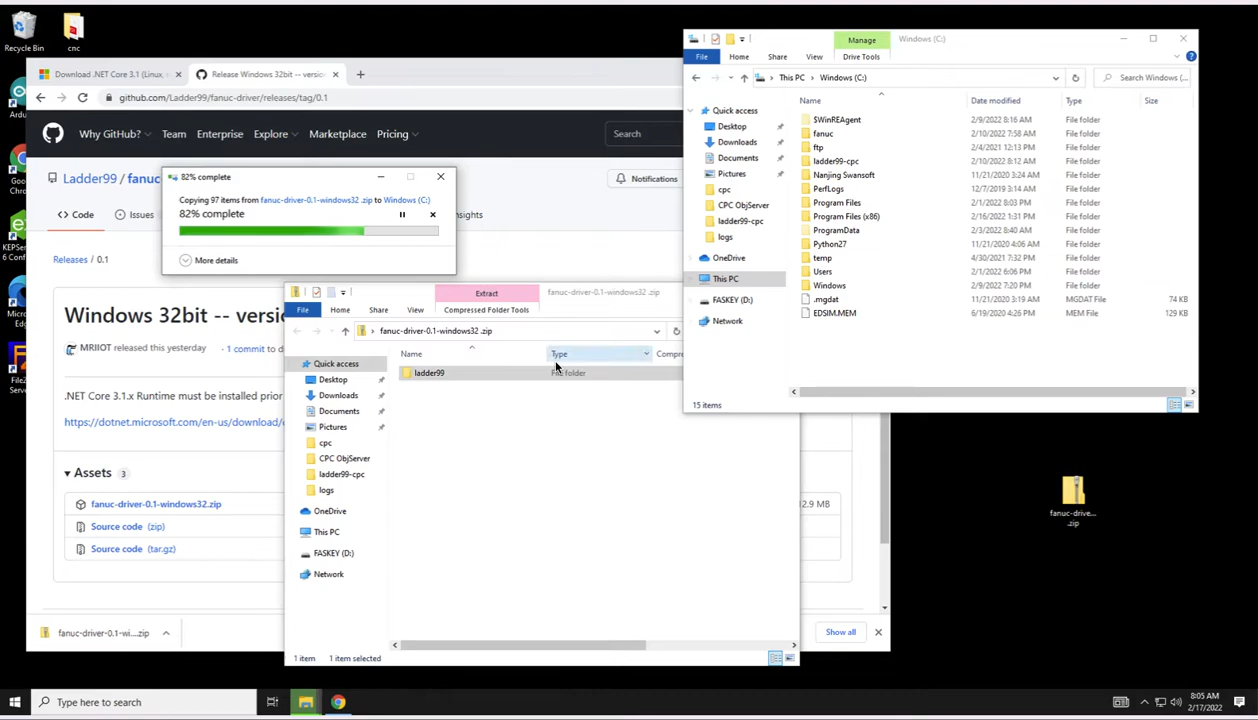 Recycle Bin
cnc
Download .NET Core 3.1 (Linux,
Release Windows 32bit -- versio
github.com/Ladder99/fanuc-driver/releases/tag/0.1
Why GitHub?
Team
Enterprise
Explore
Marketplace
Pricing
Search
Ladder99 / fanuc
Notifications
Code
Issues
nsights
Releases / 0.1
Windows 32bit -- versi
MRIIOT released this yesterday
1 commit to
.NET Core 3.1.x Runtime must be installed prior
https://dotnet.microsoft.com/en-us/download/
Assets 3
fanuc-driver-0.1-windows32.zip
2.9 MB
Source code (zip)
Source code (tar.gz)
fanuc-driver-0.1-wi....zip
Show all
82% complete
Copying 97 items from fanuc-driver-0.1-windows32 .zip to Windows (C:)
82% complete
More details
Extract
fanuc-driver-0.1-windows32 .zip
File
Home
Share
View
Compressed Folder Tools
fanuc-driver-0.1-windows32 .zip
Name
Type
Compre
Quick access
ladder99
File folder
Desktop
Downloads
Documents
Pictures
cpc
CPC ObjServer
ladder99-cpc
logs
OneDrive
This PC
FASKEY (D:)
Network
1 item
1 item selected
Manage
Windows (C:)
File
Home
Share
View
Drive Tools
This PC
Windows (C:)
Search Windows (...
Name
Date modified
Type
Size
Quick access
Desktop
Downloads
Documents
Pictures
cpc
CPC ObjServer
ladder99-cpc
logs
OneDrive
This PC
FASKEY (D:)
Network
$WinREAgent 2/9/2022 8:16 AM File folder
fanuc 2/10/2022 7:58 AM File folder
ftp 2/4/2021 12:13 PM File folder
ladder99-cpc 2/10/2022 8:12 AM File folder
Nanjing Swansoft 11/21/2020 3:24 AM File folder
PerfLogs 12/7/2019 3:14 AM File folder
Program Files 2/1/2022 8:03 PM File folder
Program Files (x86) 2/16/2022 1:31 PM File folder
ProgramData 2/3/2022 8:40 AM File folder
Python27 11/21/2020 4:06 AM File folder
temp 4/30/2021 7:32 PM File folder
Users 2/1/2022 6:06 PM File folder
Windows 2/9/2022 7:20 PM File folder
.mgdat 11/21/2020 3:19 AM MGDAT File 74 KB
EDSIM.MEM 6/19/2020 4:26 PM MEM File 129 KB
15 items
fanuc-drive...
.zip
Type here to search
8:05 AM
2/17/2022